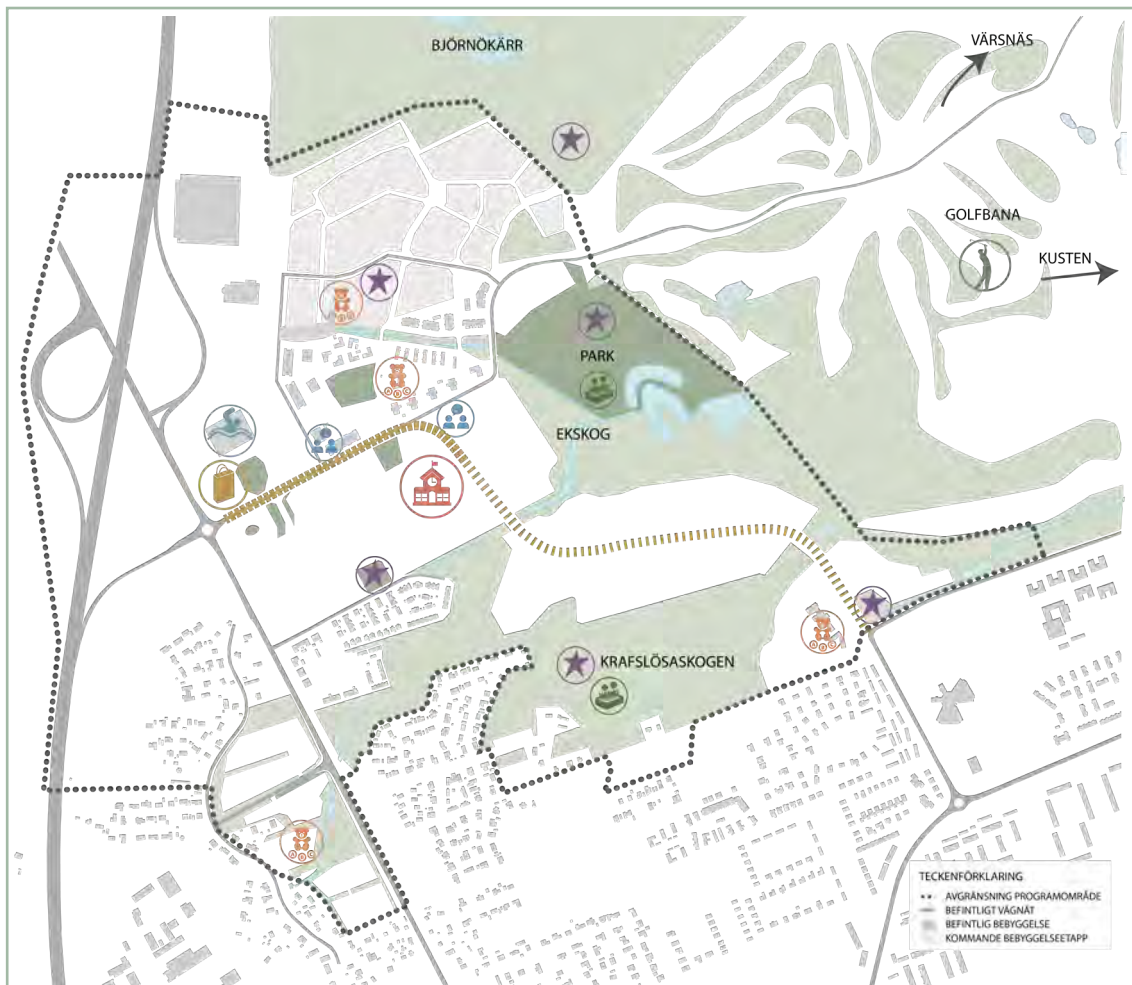 BJÖRNÖKÄRR
VÄRSNÄS
GOLFBANA
KUSTEN
PARK
EKSKOG
KRAFSLÖSASKOGEN
TECKENFÖRKLARING
AVGRÄNSNING PROGRAMOMRÅDE
BEFINTLIGT VÄGNÄT
BEFINTLIG BEBYGGELSE
KOMMANDE BEBYGGELSEETAPP